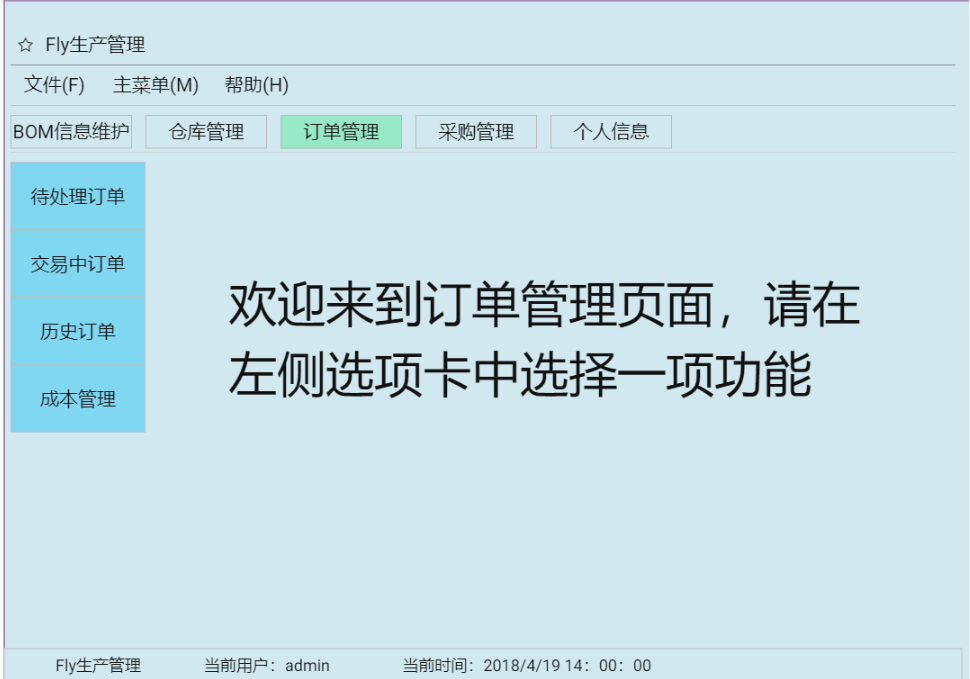 ☆ Fly生产管理
文件(F) 主菜单(M) 帮助(H)
BOM信息维护 仓库管理 订单管理 采购管理 个人信息
待处理订单
交易中订单
历史订单
成本管理
欢迎来到订单管理页面，请在
左侧选项卡中选择一项功能
Fly生产管理 当前用户：admin 当前时间：2018/4/19 14：00：00